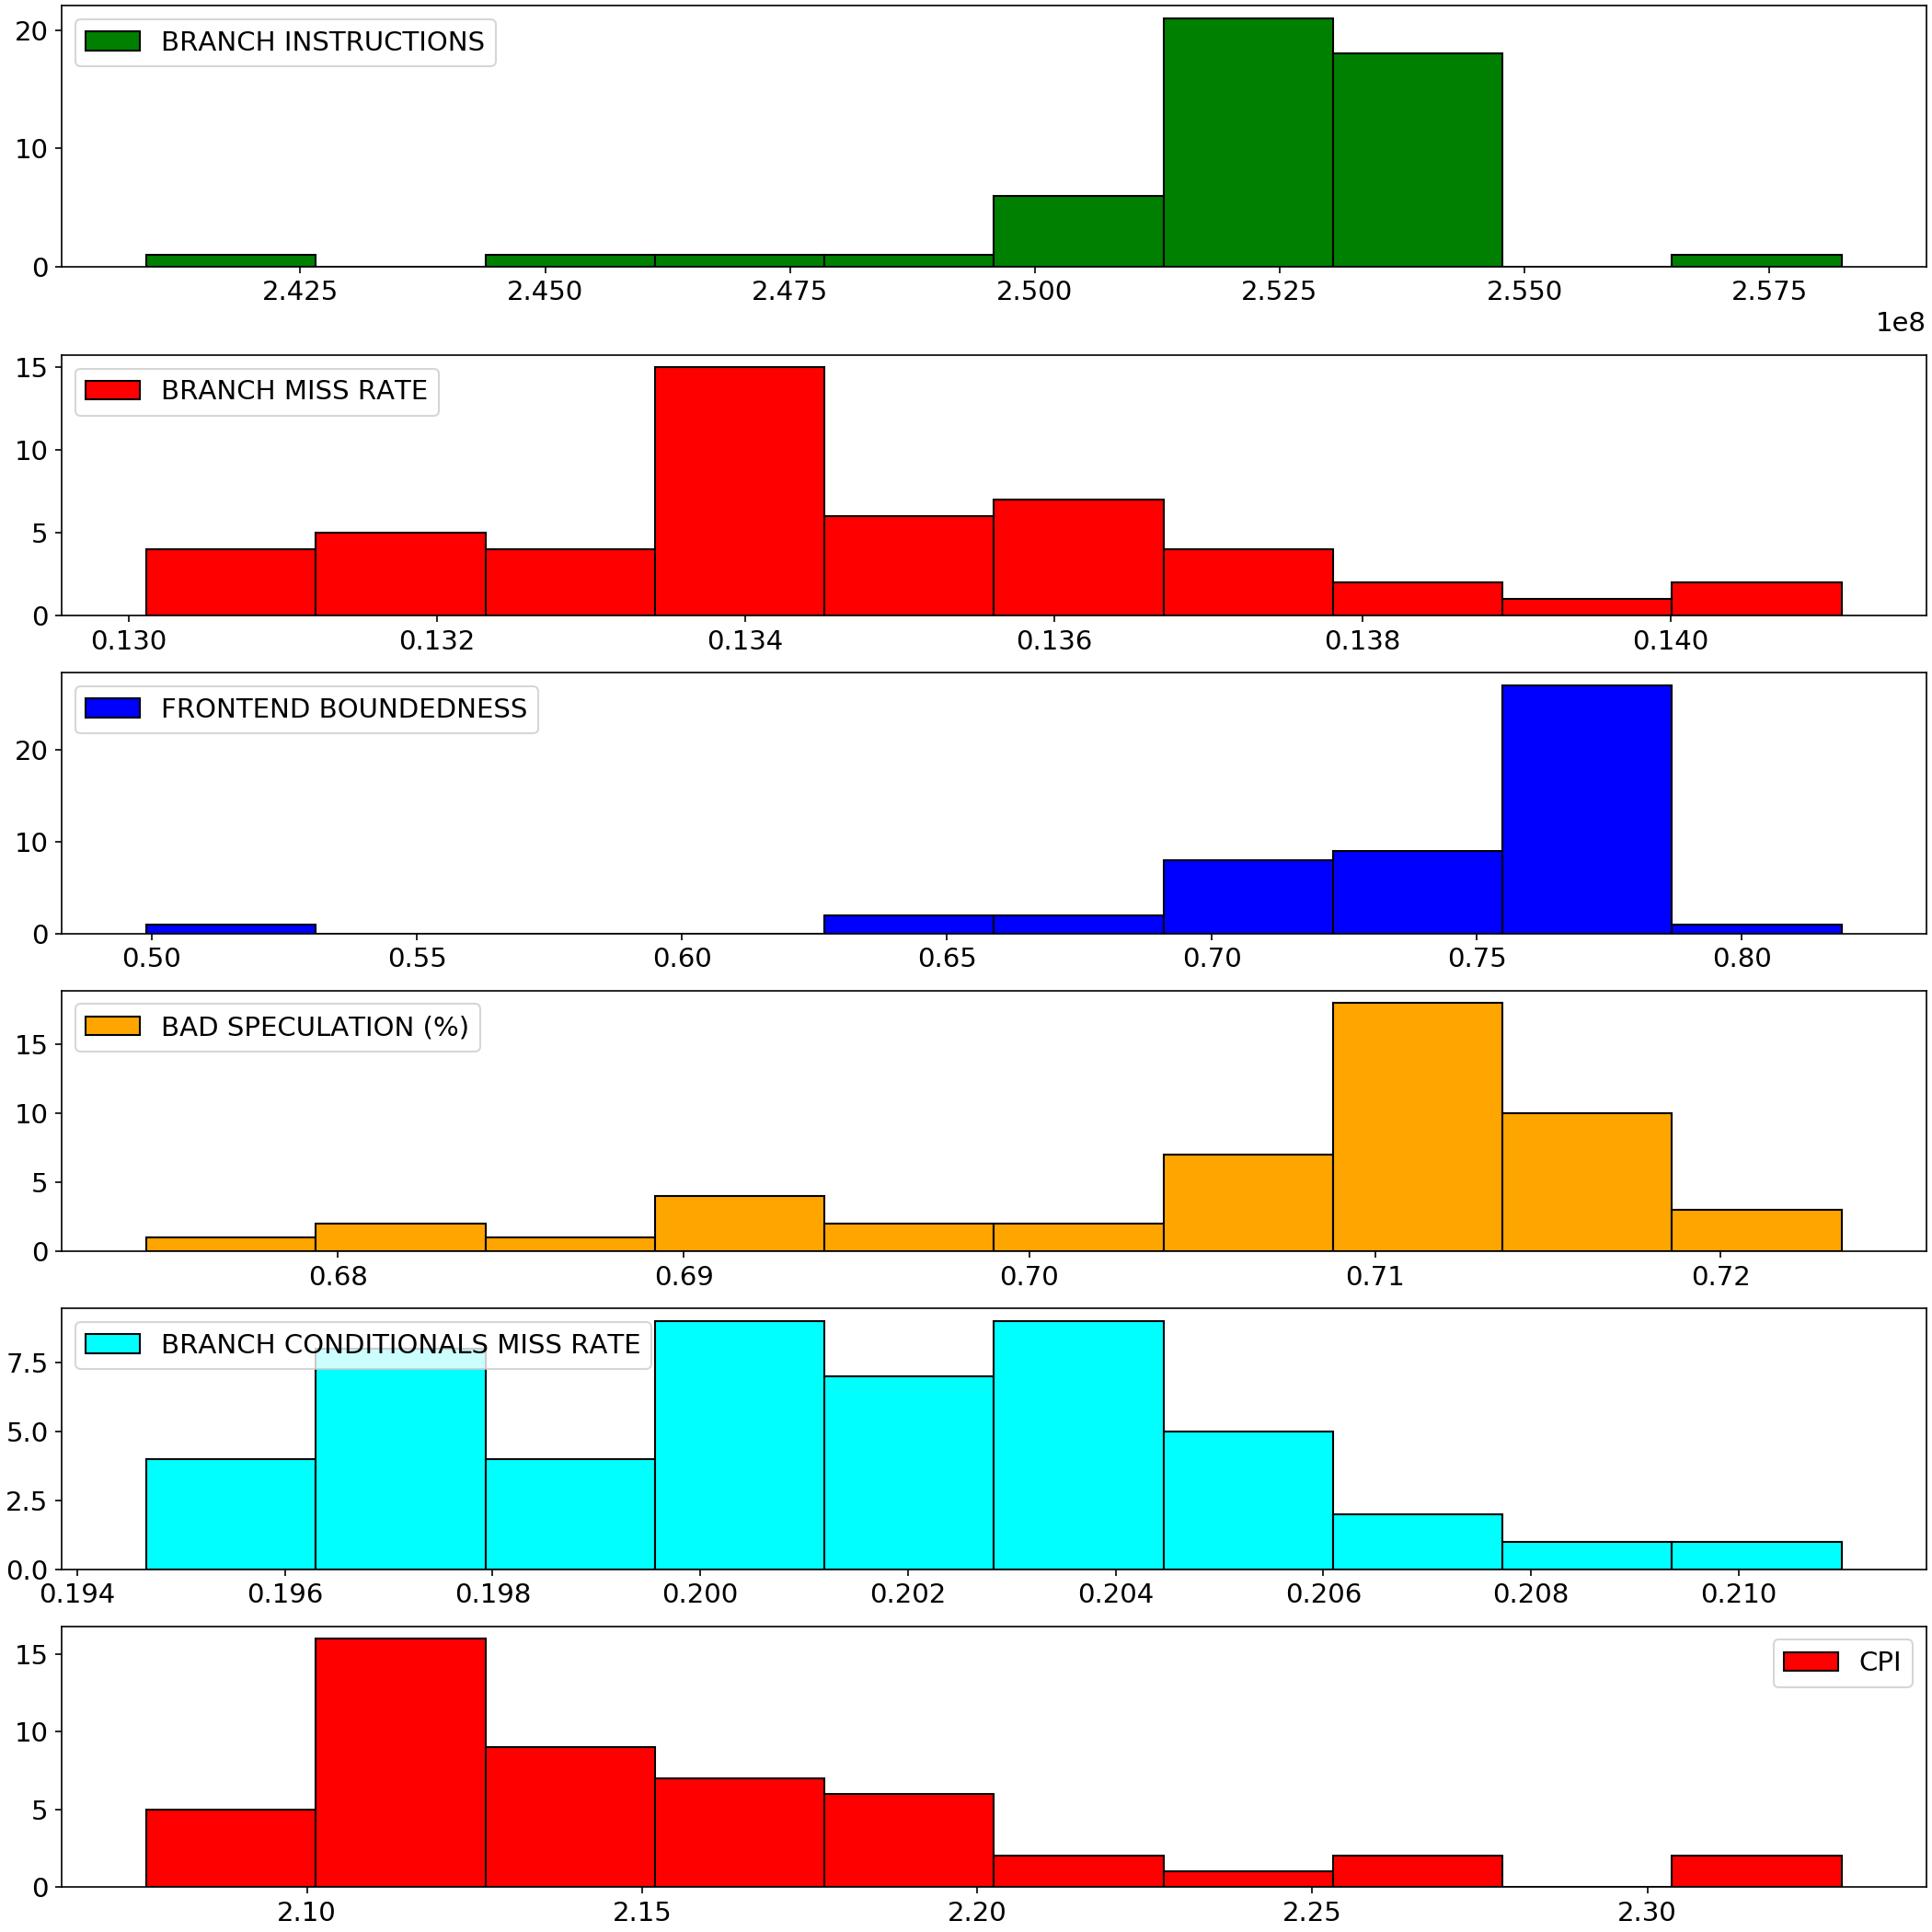 BRANCH INSTRUCTIONS
20
10
0
2.425 2.450 2.475 2.500 2.525 2.550 2.575
1e8
BRANCH MISS RATE
15
10
5
0
0.130 0.132 0.134 0.136 0.138 0.140
FRONTEND BOUNDEDNESS
20
10
0
0.50 0.55 0.60 0.65 0.70 0.75 0.80
BAD SPECULATION (%)
15
10
5
0
0.68 0.69 0.70 0.71 0.72
BRANCH CONDITIONALS MISS RATE
7.5
5.0
2.5
0.0
0.194 0.196 0.198 0.200 0.202 0.204 0.206 0.208 0.210
CPI
15
10
5
0
2.10 2.15 2.20 2.25 2.30